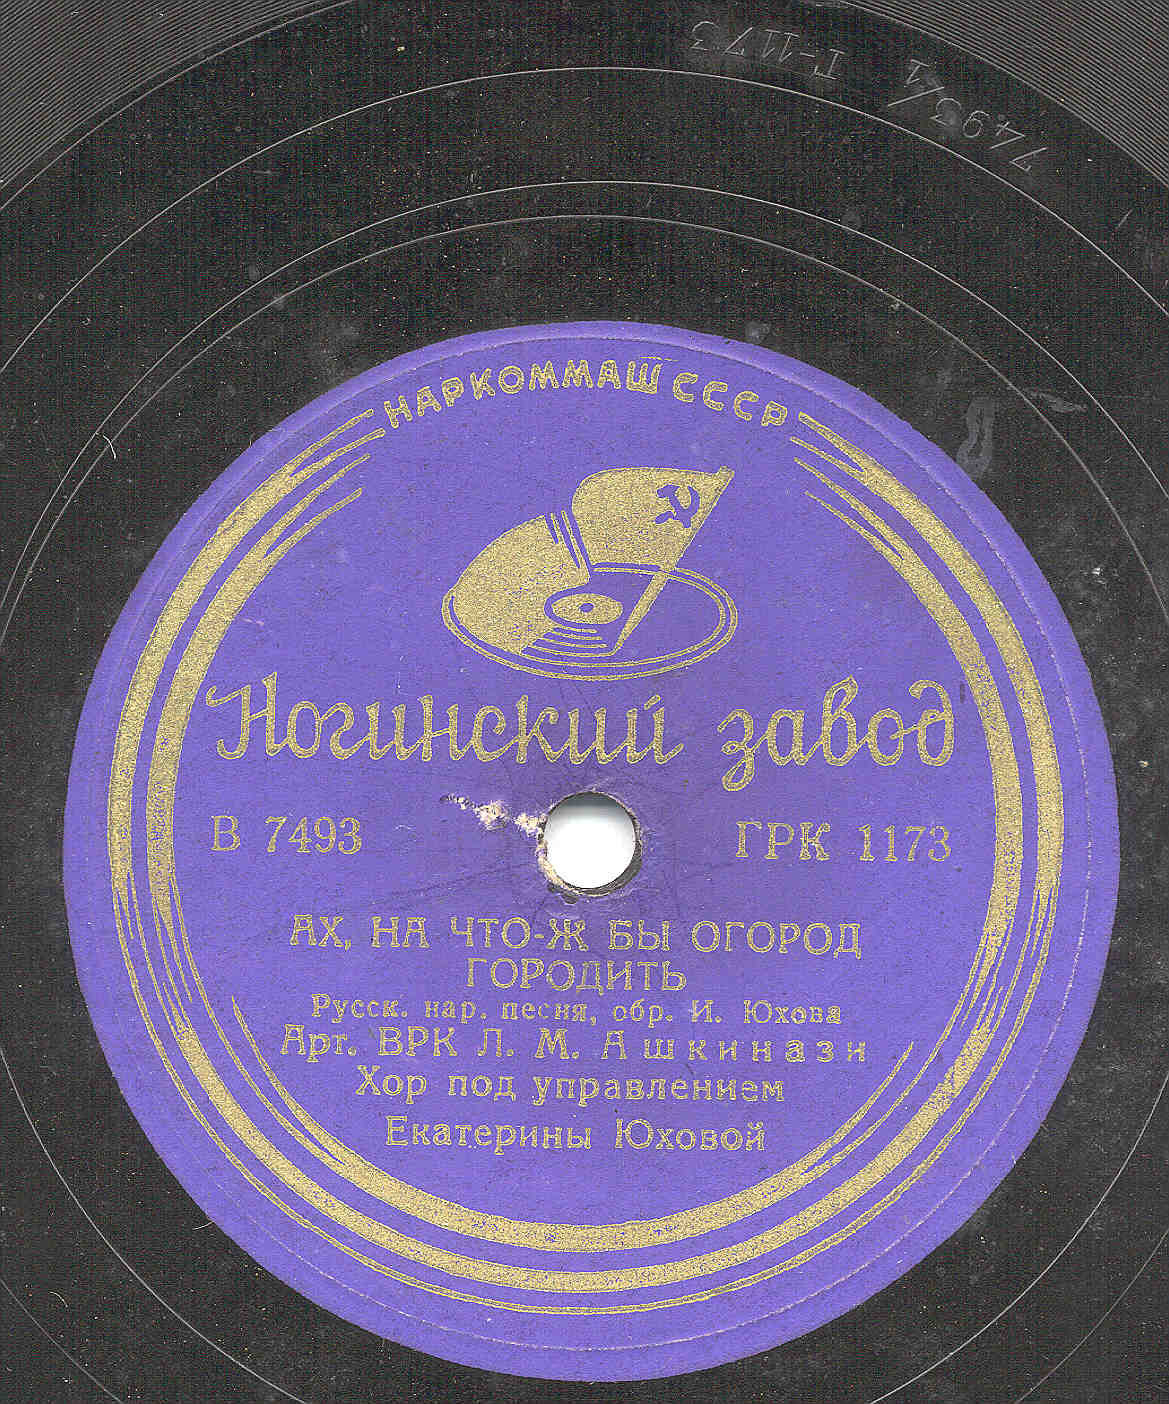 Г-1173
7493/1
НАРКОММАШ СССР
Ногинский завод
В 7493
ГРК 1173
АХ, НА ЧТО-Ж БЫ ОГОРОД
ГОРОДИТЬ
Русск. нар. песня, обр. И. Юхова
Арт. ВРК Л. М. Ашкинази
Хор под управлением
Екатерины Юховой